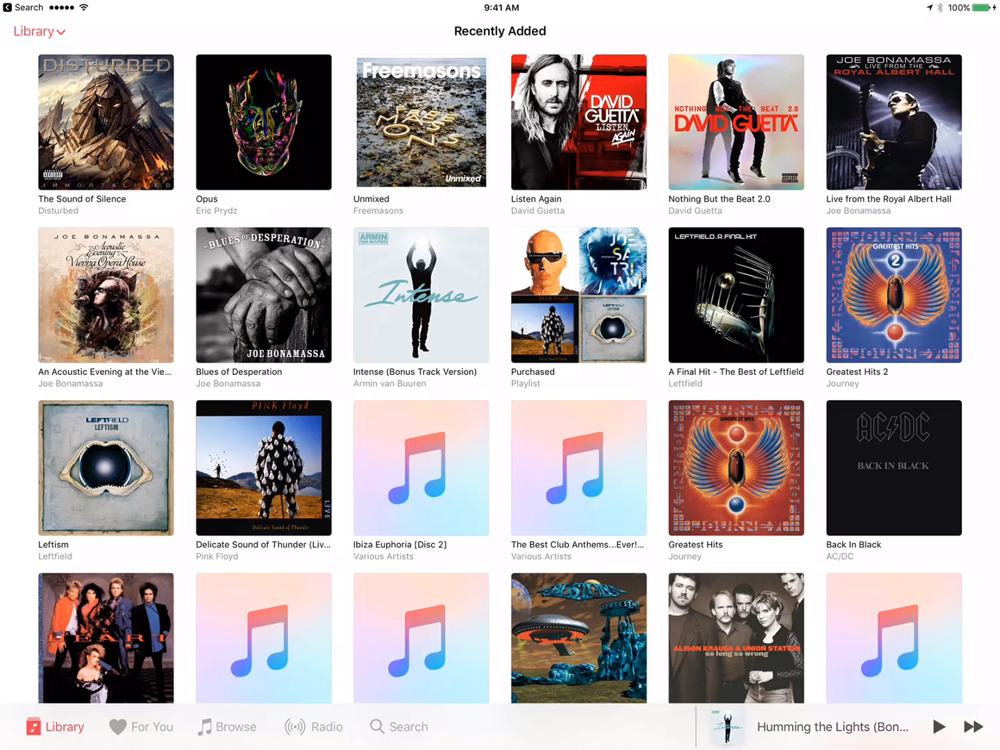 Search
9:41 AM
100%
Library
Recently Added
DISTURBED
IMMORTALIZED
Freemasons
Unmixed
DAVID
GUETTA
LISTEN
AGAIN
NOTHING BUT THE BEAT 2.0
DAVID GUETTA
JOE BONAMASSA
LIVE FROM THE
ROYAL ALBERT HALL
The Sound of Silence
Disturbed
Opus
Eric Prydz
Unmixed
Freemasons
Listen Again
David Guetta
Nothing But the Beat 2.0
David Guetta
Live from the Royal Albert Hall
Joe Bonamassa
JOE BONAMASSA
An Acoustic
Evening at the
Vienna Opera House
BLUES OF DESPERATION
JOE BONAMASSA
ARMIN
VAN BUUREN
Intense
JOE
SA
TRI
ANI
PINK Floyd
LEFTFIELD
LEFTISM
Delicate Sound of Thunder
LEFTFIELD. A FINAL HIT
GREATEST HITS
2
An Acoustic Evening at the Vie...
Joe Bonamassa
Blues of Desperation
Joe Bonamassa
Intense (Bonus Track Version)
Armin van Buuren
Purchased
Playlist
A Final Hit - The Best of Leftfield
Leftfield
Greatest Hits 2
Journey
LEFTFIELD
LEFTISM
PINK Floyd
LIVE
Delicate Sound of Thunder
GREATEST HITS
AC/DC
BACK IN BLACK
Leftism
Leftfield
Delicate Sound of Thunder (Liv...
Pink Floyd
Ibiza Euphoria [Disc 2]
Various Artists
The Best Club Anthems...Ever!...
Various Artists
Greatest Hits
Journey
Back In Black
AC/DC
HEART
BOSTON
GREATEST HITS
ALISON KRAUSS & UNION STATION
so long so wrong
Library
For You
Browse
Radio
Search
Intense
Humming the Lights (Bon...